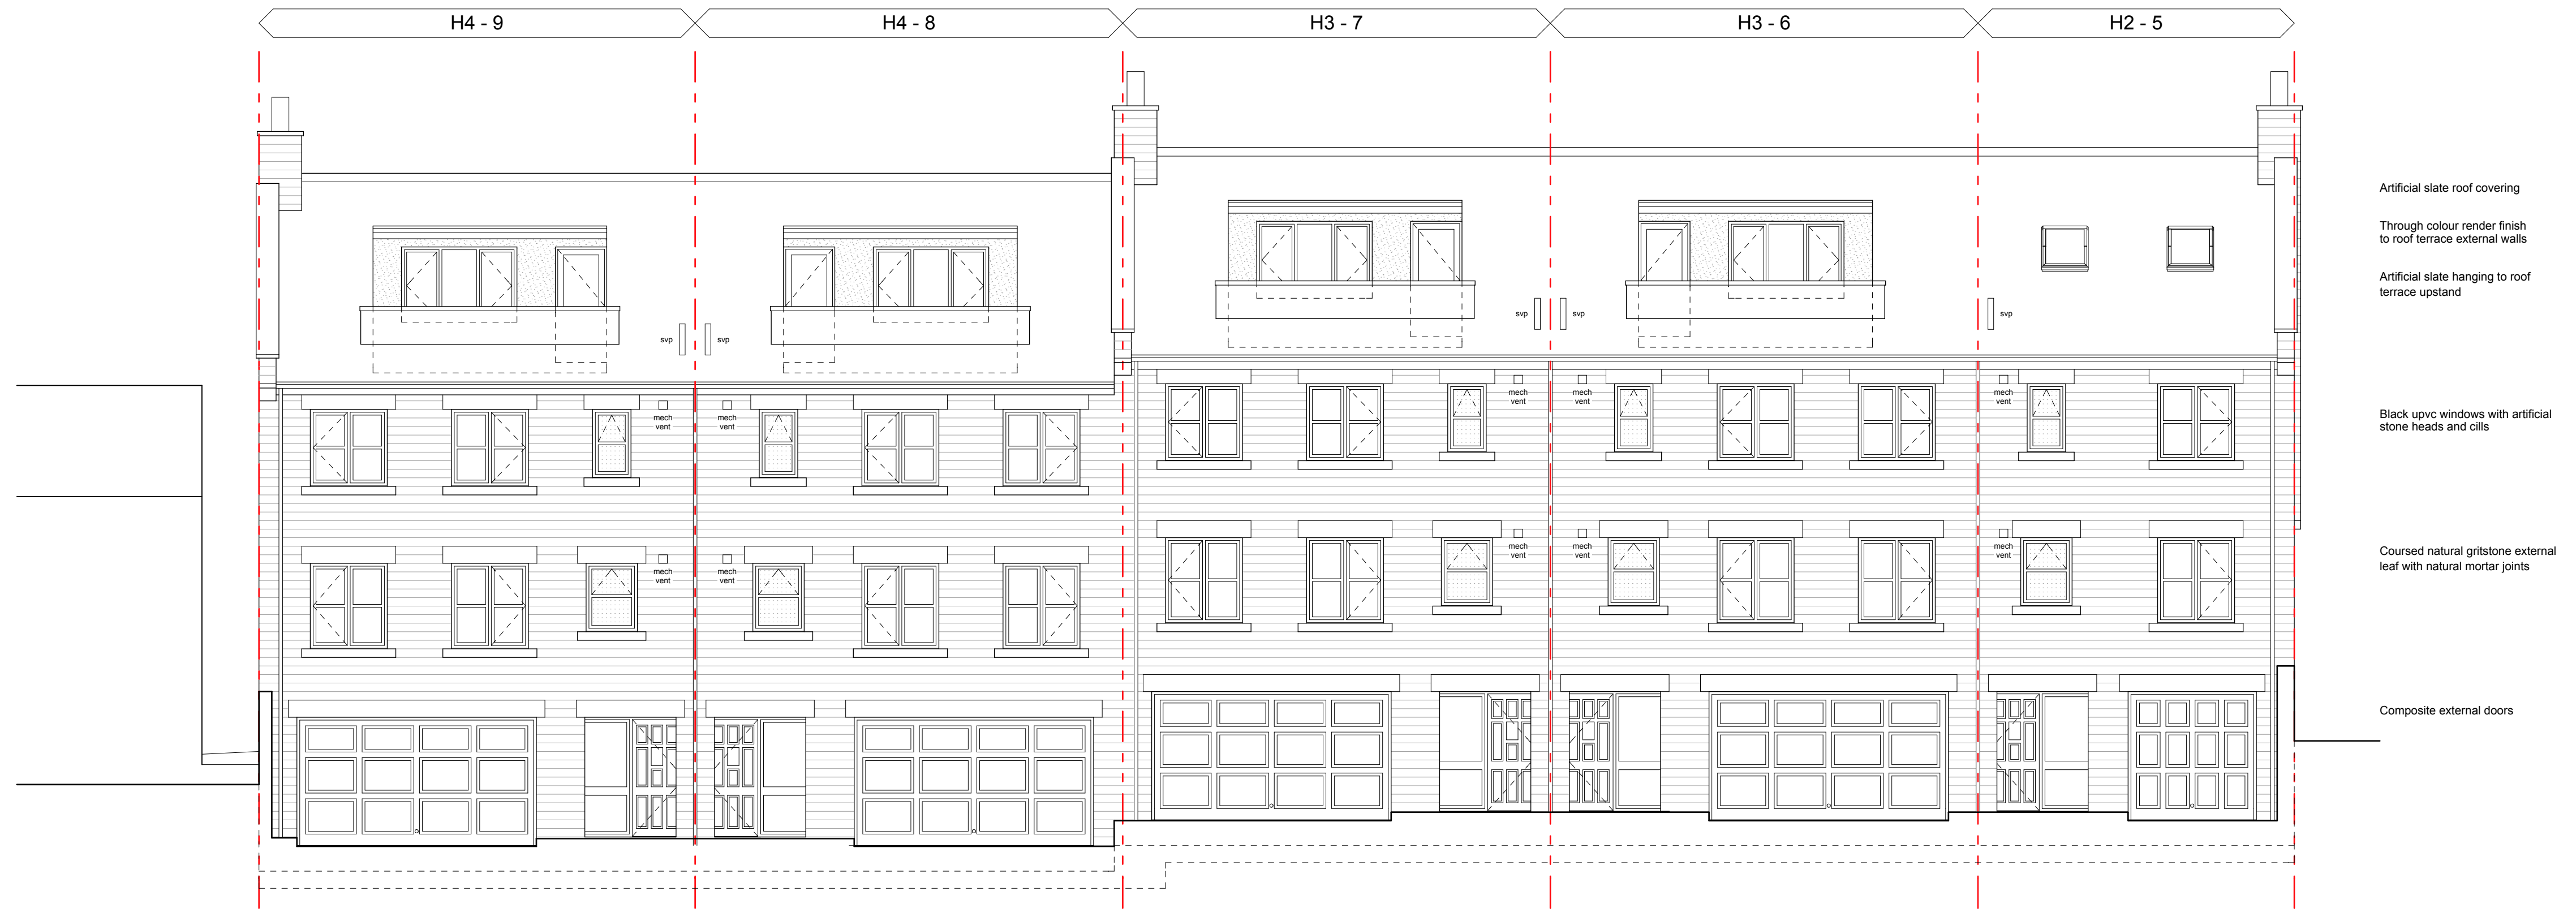 H4 - 9
H4 - 8
H3 - 7
H3 - 6
H2 - 5
Artificial slate roof covering
Through colour render finish
to roof terrace external walls
Artificial slate hanging to roof
terrace upstand
svp
svp
svp
svp
svp
mech
vent
mech
vent
mech
vent
mech
vent
mech
vent
Black upvc windows with artificial
stone heads and cills
mech
vent
mech
vent
mech
vent
mech
vent
mech
vent
Coursed natural gritstone external
leaf with natural mortar joints
Composite external doors